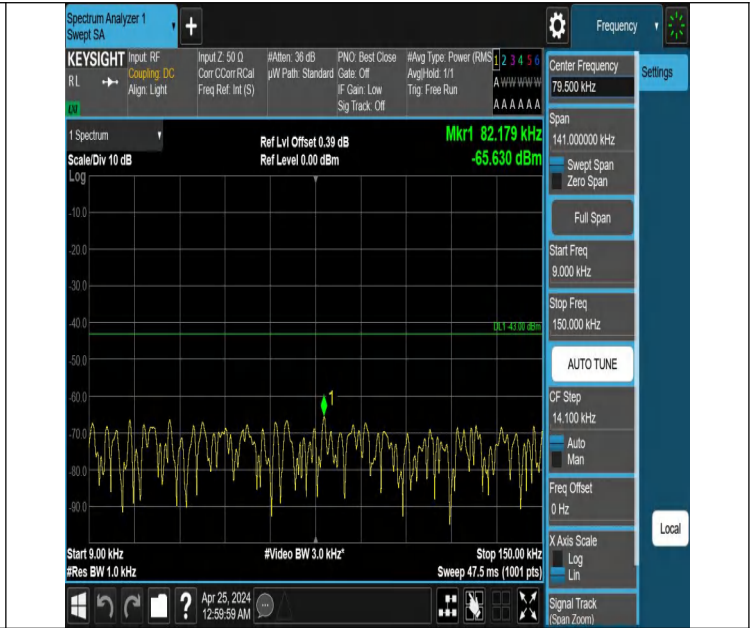 Spectrum Analyzer 1
Swept SA
Frequency
KEYSIGHT
RL
LXI
Input: RF
Coupling: DC
Align: Light
Input Z: 50 Ω
Corr CCorr RCal
Freq Ref: Int (S)
#Atten: 36 dB
µW Path: Standard
PNO: Best Close
Gate: Off
IF Gain: Low
Sig Track: Off
#Avg Type: Power (RMS
Avg|Hold: 1/1
Trig: Free Run
1 2 3 4 5 6
A W W W W W
A A A A A A
1 Spectrum
Scale/Div 10 dB
Log
Ref Lvl Offset 0.39 dB
Ref Level 0.00 dBm
Mkr1 82.179 kHz
-65.630 dBm
-10.0
-20.0
-30.0
-40.0
-50.0
-60.0
-70.0
-80.0
-90.0
DL1 -43.00 dBm
1
Start 9.00 kHz
#Res BW 1.0 kHz
#Video BW 3.0 kHz*
Stop 150.00 kHz
Sweep 47.5 ms (1001 pts)
Center Frequency
79.500 kHz
Span
141.000000 kHz
Swept Span
Zero Span
Full Span
Start Freq
9.000 kHz
Stop Freq
150.000 kHz
AUTO TUNE
CF Step
14.100 kHz
Auto
Man
Freq Offset
0 Hz
X Axis Scale
Log
Lin
Signal Track
(Span Zoom)
Settings
Local
?
Apr 25, 2024
12:59:59 AM